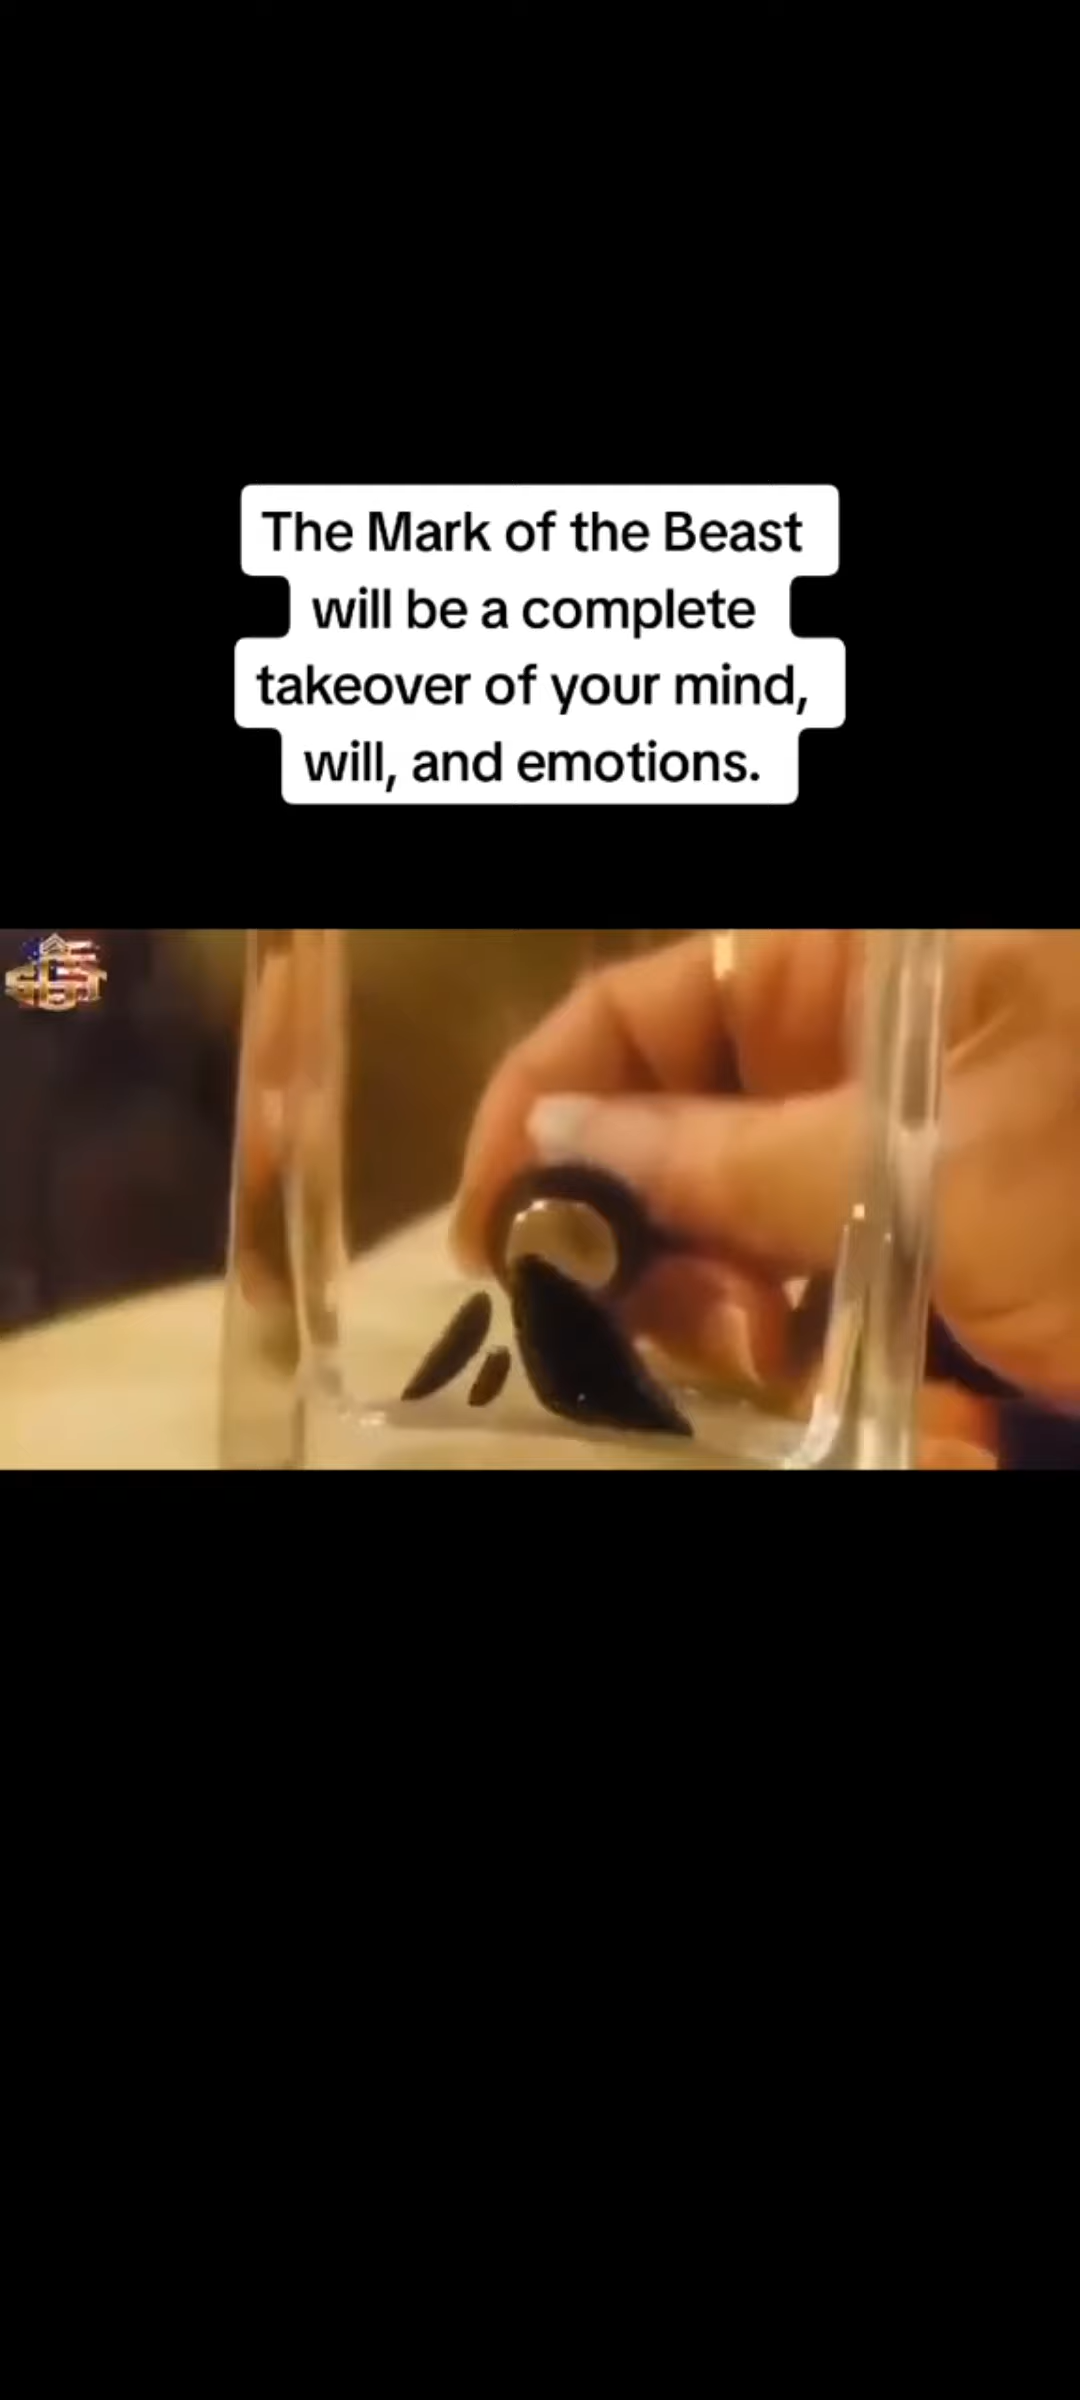 The Mark of the Beast
will be a complete
takeover of your mind,
will, and emotions.